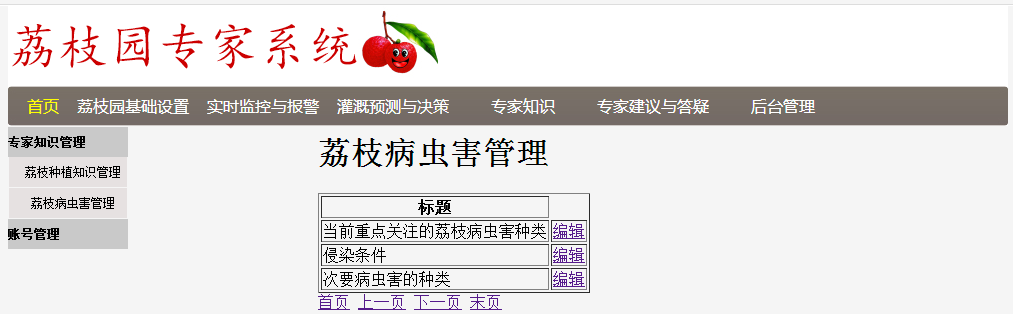 荔枝园专家系统
首页 荔枝园基础设置 实时监控与报警 灌溉预测与决策 专家知识 专家建议与答疑 后台管理
专家知识管理
荔枝种植知识管理
荔枝病虫害管理
账号管理
荔枝病虫害管理
标题
当前重点关注的荔枝病虫害种类 编辑
侵染条件 编辑
次要病虫害的种类 编辑
首页 上一页 下一页 末页